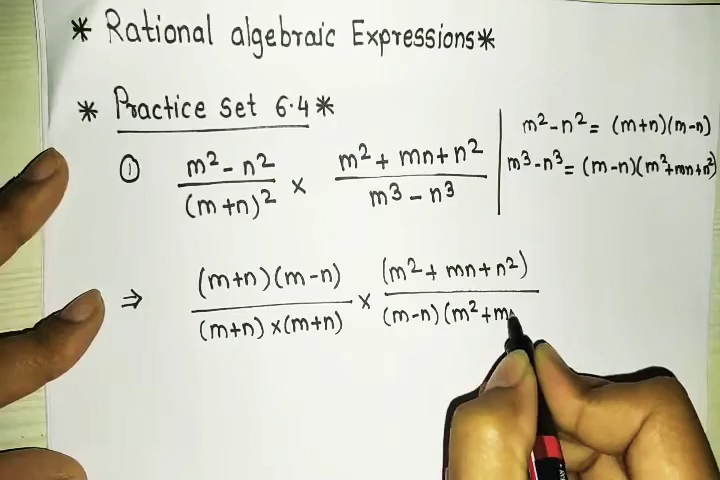 * Rational algebraic Expressions *
* Practice set 6.4 *
① m² - n² / (m+n)² × m² + mn + n² / m³ - n³
m² - n² = (m+n)(m-n)
m³ - n³ = (m-n)(m²+mn+n²)
⇒ (m+n)(m-n) / (m+n)×(m+n) × (m² + mn + n²) / (m-n)(m²+m